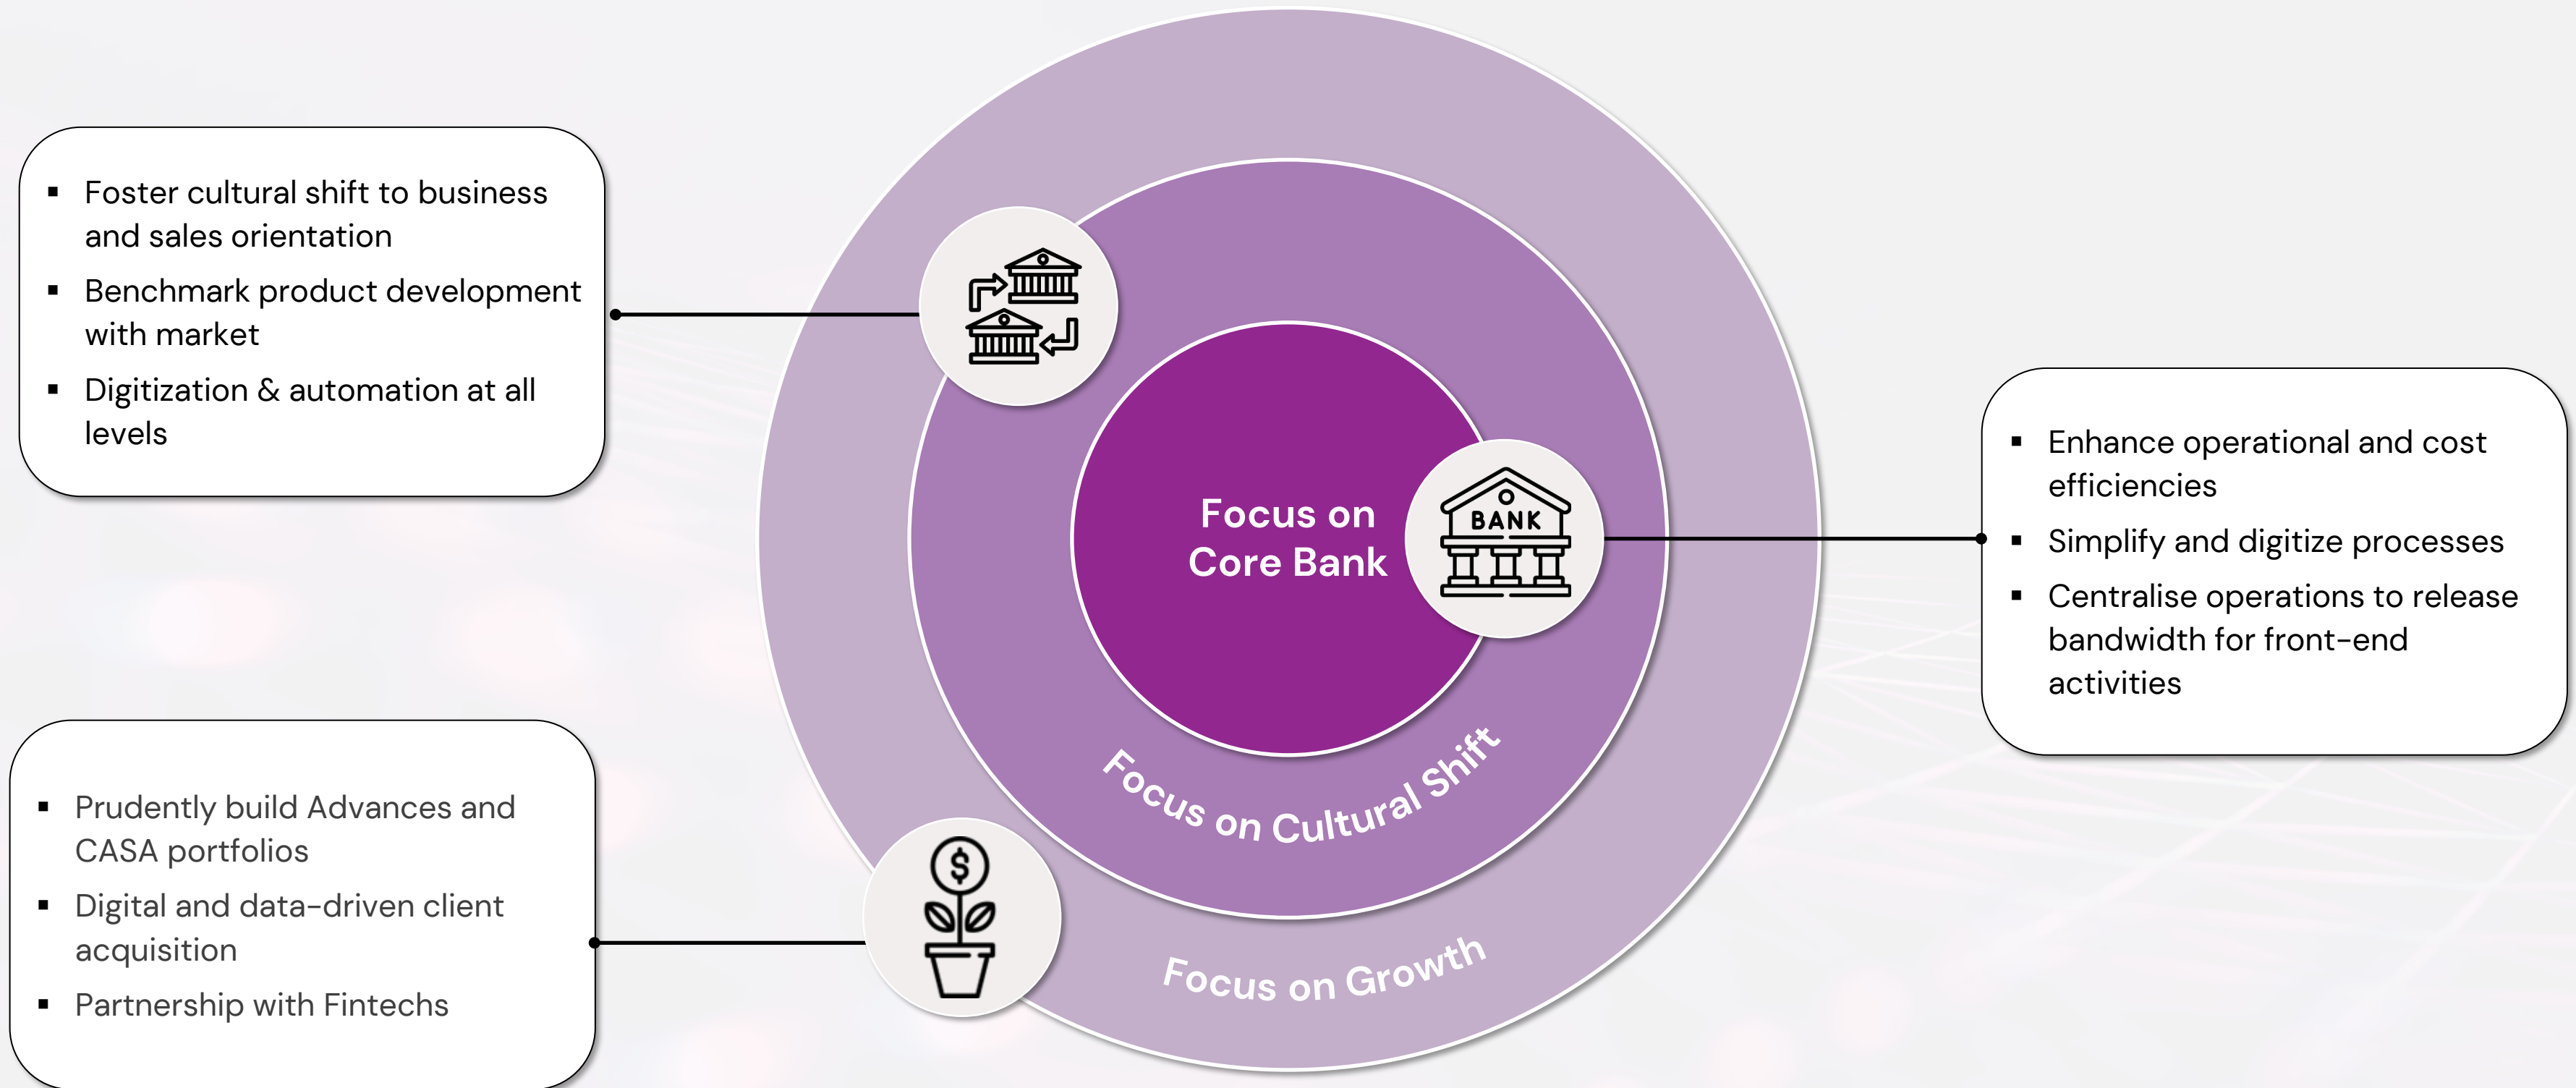 ▪ Foster cultural shift to business
and sales orientation
▪ Benchmark product development
with market
▪ Digitization & automation at all
levels
▪ Prudently build Advances and
CASA portfolios
▪ Digital and data-driven client
acquisition
▪ Partnership with Fintechs
Focus on
Core Bank
BANK
Focus on Cultural Shift
Focus on Growth
▪ Enhance operational and cost
efficiencies
▪ Simplify and digitize processes
▪ Centralise operations to release
bandwidth for front-end
activities